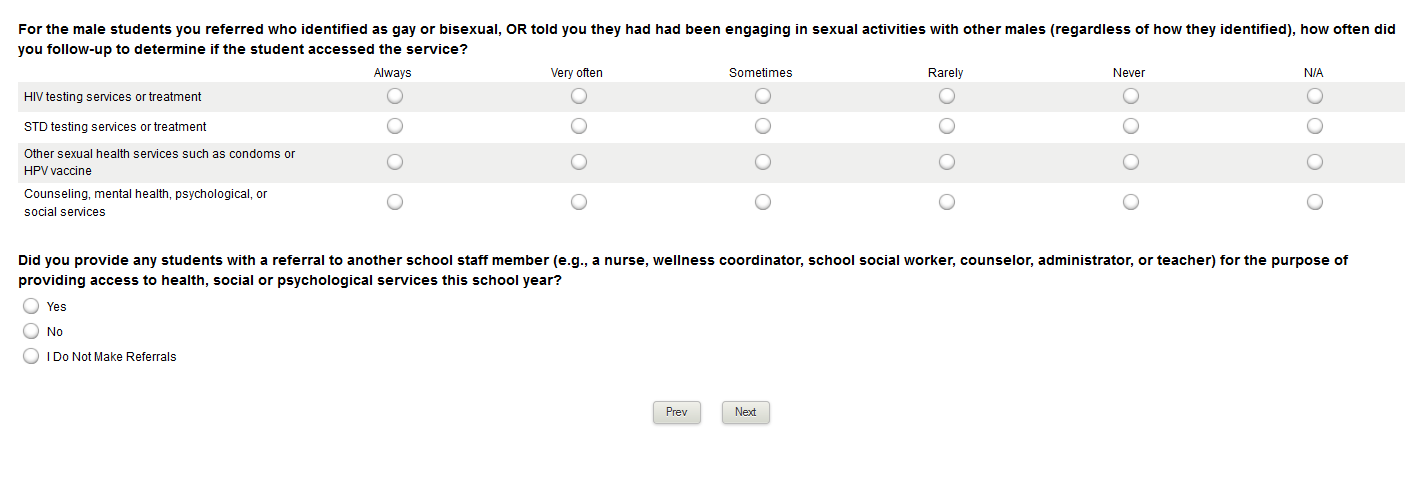 For the male students you referred who identified as gay or bisexual, OR told you they had had been engaging in sexual activities with other males (regardless of how they identified), how often did
you follow-up to determine if the student accessed the service?
Always Very often Sometimes Rarely Never N/A
HIV testing services or treatment
STD testing services or treatment
Other sexual health services such as condoms or
HPV vaccine
Counseling, mental health, psychological, or
social services
Did you provide any students with a referral to another school staff member (e.g., a nurse, wellness coordinator, school social worker, counselor, administrator, or teacher) for the purpose of
providing access to health, social or psychological services this school year?
Yes
No
I Do Not Make Referrals
Prev Next